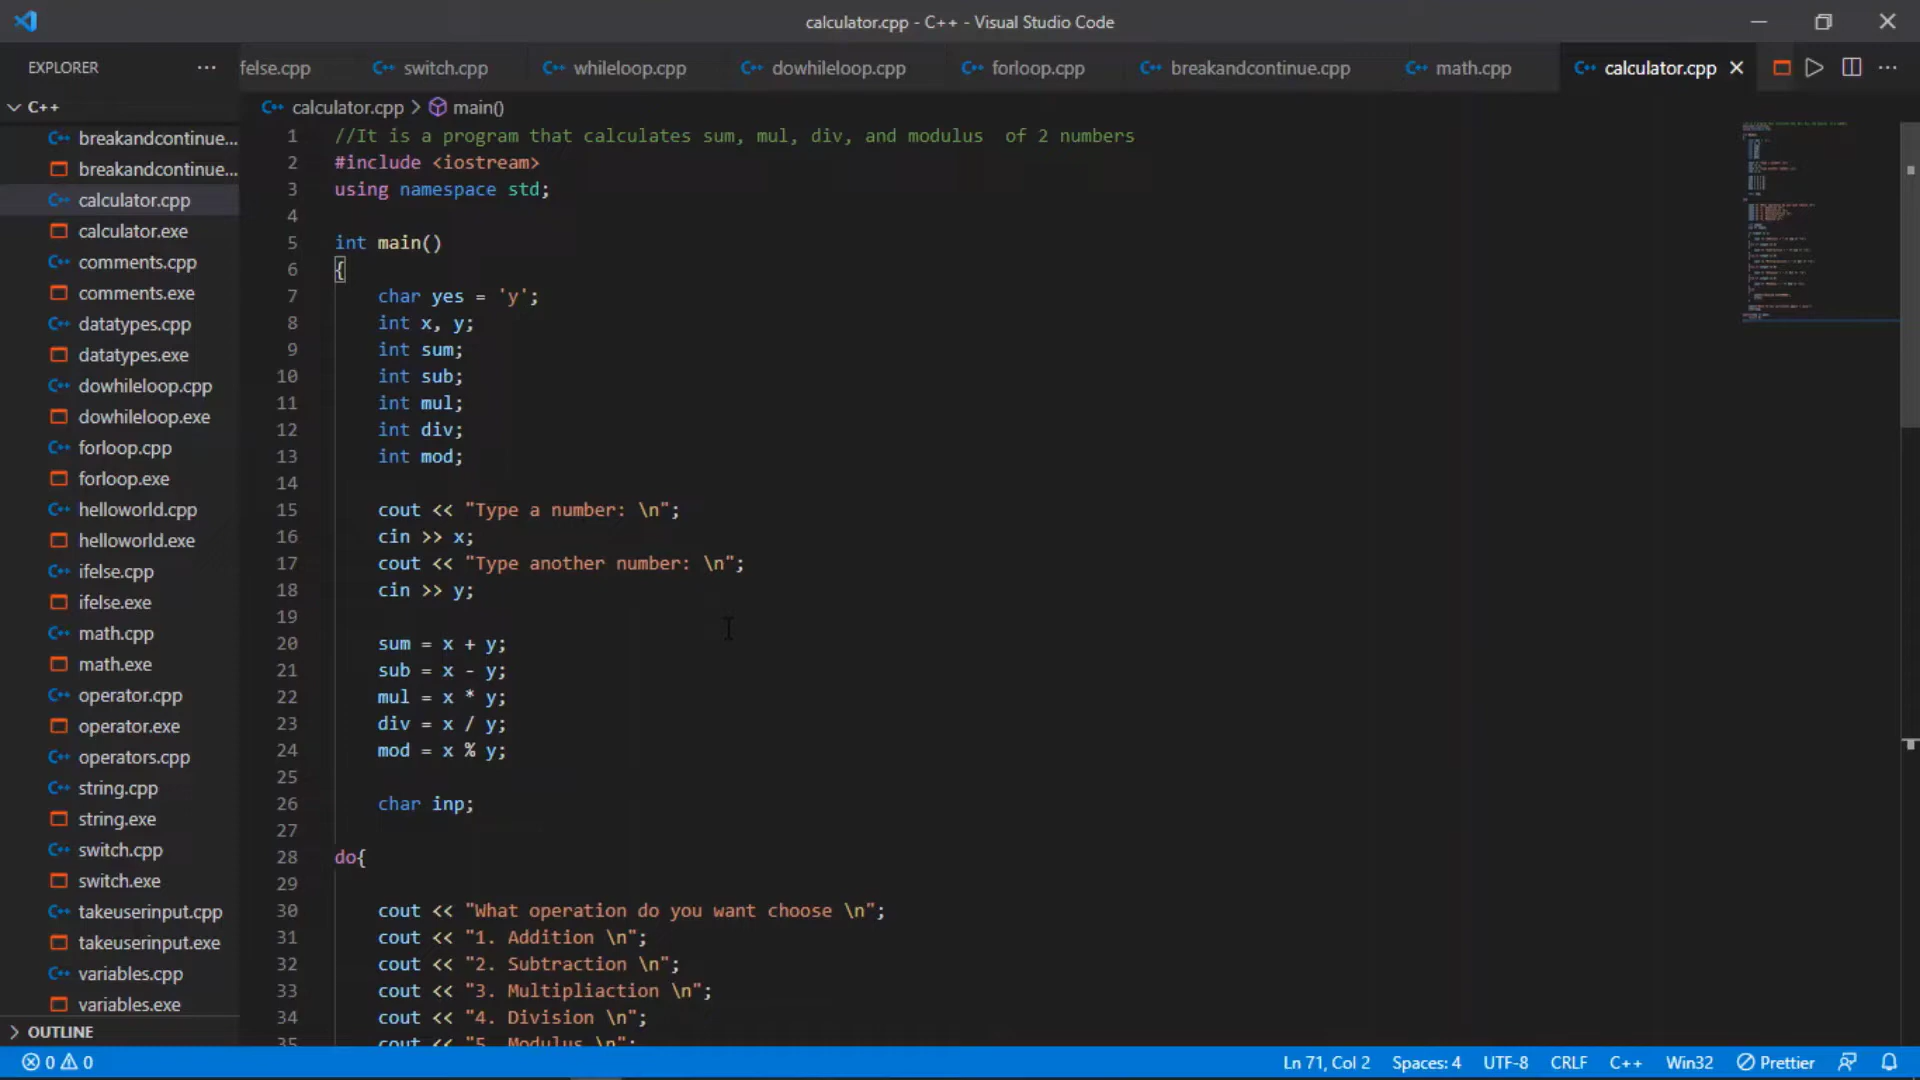 calculator.cpp - C++ - Visual Studio Code
EXPLORER
felse.cpp
switch.cpp
whileloop.cpp
dowhileloop.cpp
forloop.cpp
breakandcontinue.cpp
math.cpp
calculator.cpp
C++
calculator.cpp > main()
breakandcontinue...
breakandcontinue...
calculator.cpp
calculator.exe
comments.cpp
comments.exe
datatypes.cpp
datatypes.exe
dowhileloop.cpp
dowhileloop.exe
forloop.cpp
forloop.exe
helloworld.cpp
helloworld.exe
ifelse.cpp
ifelse.exe
math.cpp
math.exe
operator.cpp
operator.exe
operators.cpp
string.cpp
string.exe
switch.cpp
switch.exe
takeuserinput.cpp
takeuserinput.exe
variables.cpp
variables.exe
OUTLINE
1 //It is a program that calculates sum, mul, div, and modulus  of 2 numbers
2 #include <iostream>
3 using namespace std;
4
5 int main()
6 {
7     char yes = 'y';
8     int x, y;
9     int sum;
10     int sub;
11     int mul;
12     int div;
13     int mod;
14
15     cout << "Type a number: \n";
16     cin >> x;
17     cout << "Type another number: \n";
18     cin >> y;
19
20     sum = x + y;
21     sub = x - y;
22     mul = x * y;
23     div = x / y;
24     mod = x % y;
25
26     char inp;
27
28 do{
29
30     cout << "What operation do you want choose \n";
31     cout << "1. Addition \n";
32     cout << "2. Subtraction \n";
33     cout << "3. Multipliaction \n";
34     cout << "4. Division \n";
35     cout << "5. Modulus \n";
0 0
Ln 71, Col 2
Spaces: 4
UTF-8
CRLF
C++
Win32
Prettier